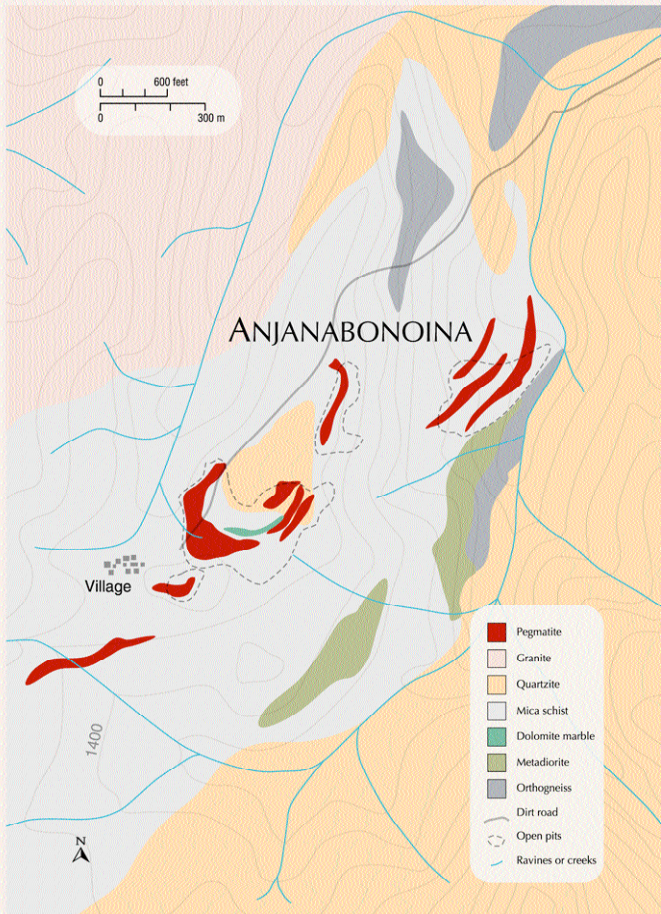 0 600 feet
0 300 m
ANJANABONOINA
Village
1400
N
Pegmatite
Granite
Quartzite
Mica schist
Dolomite marble
Metadiorite
Orthogneiss
Dirt road
Open pits
Ravines or creeks